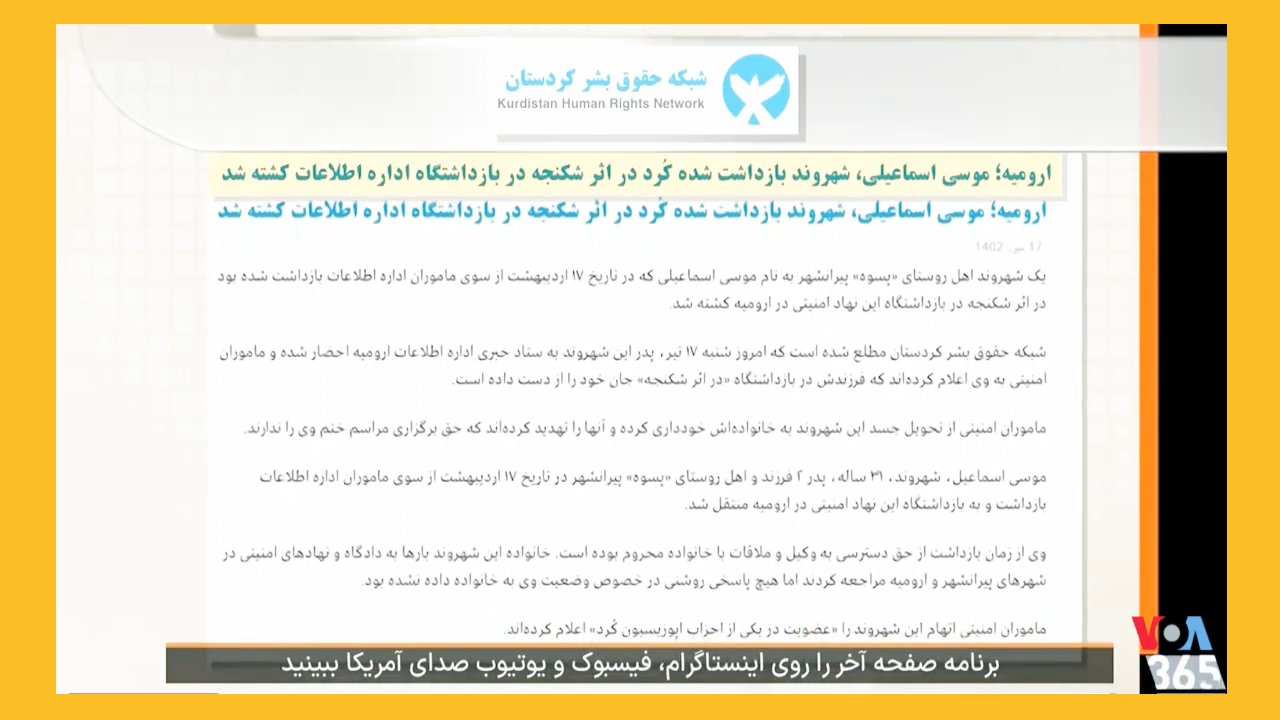 شبکه حقوق بشر کردستان
Kurdistan Human Rights Network
ارومیه؛ موسی اسماعیلی، شهروند بازداشت شده کُرد در اثر شکنجه در بازداشتگاه اداره اطلاعات کشته شد
ارومیه؛ موسی اسماعیلی، شهروند بازداشت شده کُرد در اثر شکنجه در بازداشتگاه اداره اطلاعات کشته شد
17 تیر , 1402
یک شهروند اهل روستای «پسوه» پیرانشهر به نام موسی اسماعیلی که در تاریخ ۱۷ اردیبهشت از سوی ماموران اداره اطلاعات بازداشت شده بود
در اثر شکنجه در بازداشتگاه این نهاد امنیتی در ارومیه کشته شد.
شبکه حقوق بشر کردستان مطلع شده است که امروز شنبه ۱۷ تیر، پدر این شهروند به ستاد خبری اداره اطلاعات ارومیه احضار شده و ماموران
امنیتی به وی اعلام کرده‌اند که فرزندش در بازداشتگاه «در اثر شکنجه» جان خود را از دست داده است.
ماموران امنیتی از تحویل جسد این شهروند به خانواده‌اش خودداری کرده و آنها را تهدید کرده‌اند که حق برگزاری مراسم ختم وی را ندارند.
موسی اسماعیل، شهروند، ۳۱ ساله، پدر ۲ فرزند و اهل روستای «پسوه» پیرانشهر در تاریخ ۱۷ اردیبهشت از سوی ماموران اداره اطلاعات
بازداشت و به بازداشتگاه این نهاد امنیتی در ارومیه منتقل شد.
وی از زمان بازداشت از حق دسترسی به وکیل و ملاقات با خانواده محروم بوده است. خانواده این شهروند بارها به دادگاه و نهادهای امنیتی در
شهرهای پیرانشهر و ارومیه مراجعه کردند اما هیچ پاسخی روشنی در خصوص وضعیت وی به خانواده داده نشده بود.
ماموران امنیتی اتهام این شهروند را «عضویت در یکی از احزاب اپوزیسیون کُرد» اعلام کرده‌اند.
برنامه صفحه آخر را روی اینستاگرام، فیسبوک و یوتیوب صدای آمریکا ببینید
VOA
365